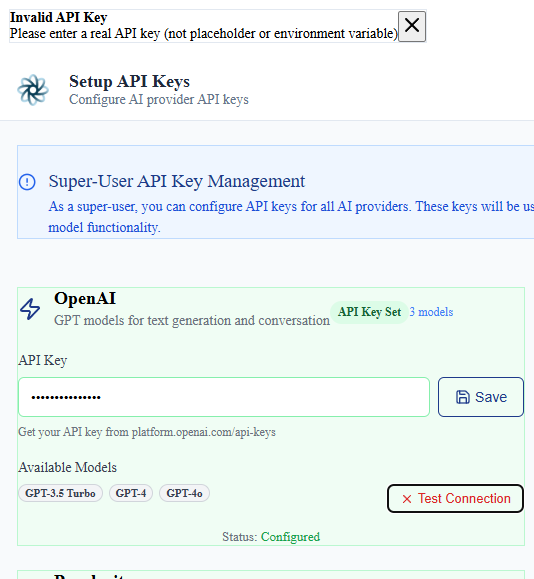 Invalid API Key
Please enter a real API key (not placeholder or environment variable)
Setup API Keys
Configure AI provider API keys
Super-User API Key Management
As a super-user, you can configure API keys for all AI providers. These keys will be
model functionality.
OpenAI
GPT models for text generation and conversation
API Key Set
3 models
API Key
•••••••••••••••
Save
Get your API key from platform.openai.com/api-keys
Available Models
GPT-3.5 Turbo GPT-4 GPT-4o
Test Connection
Status: Configured